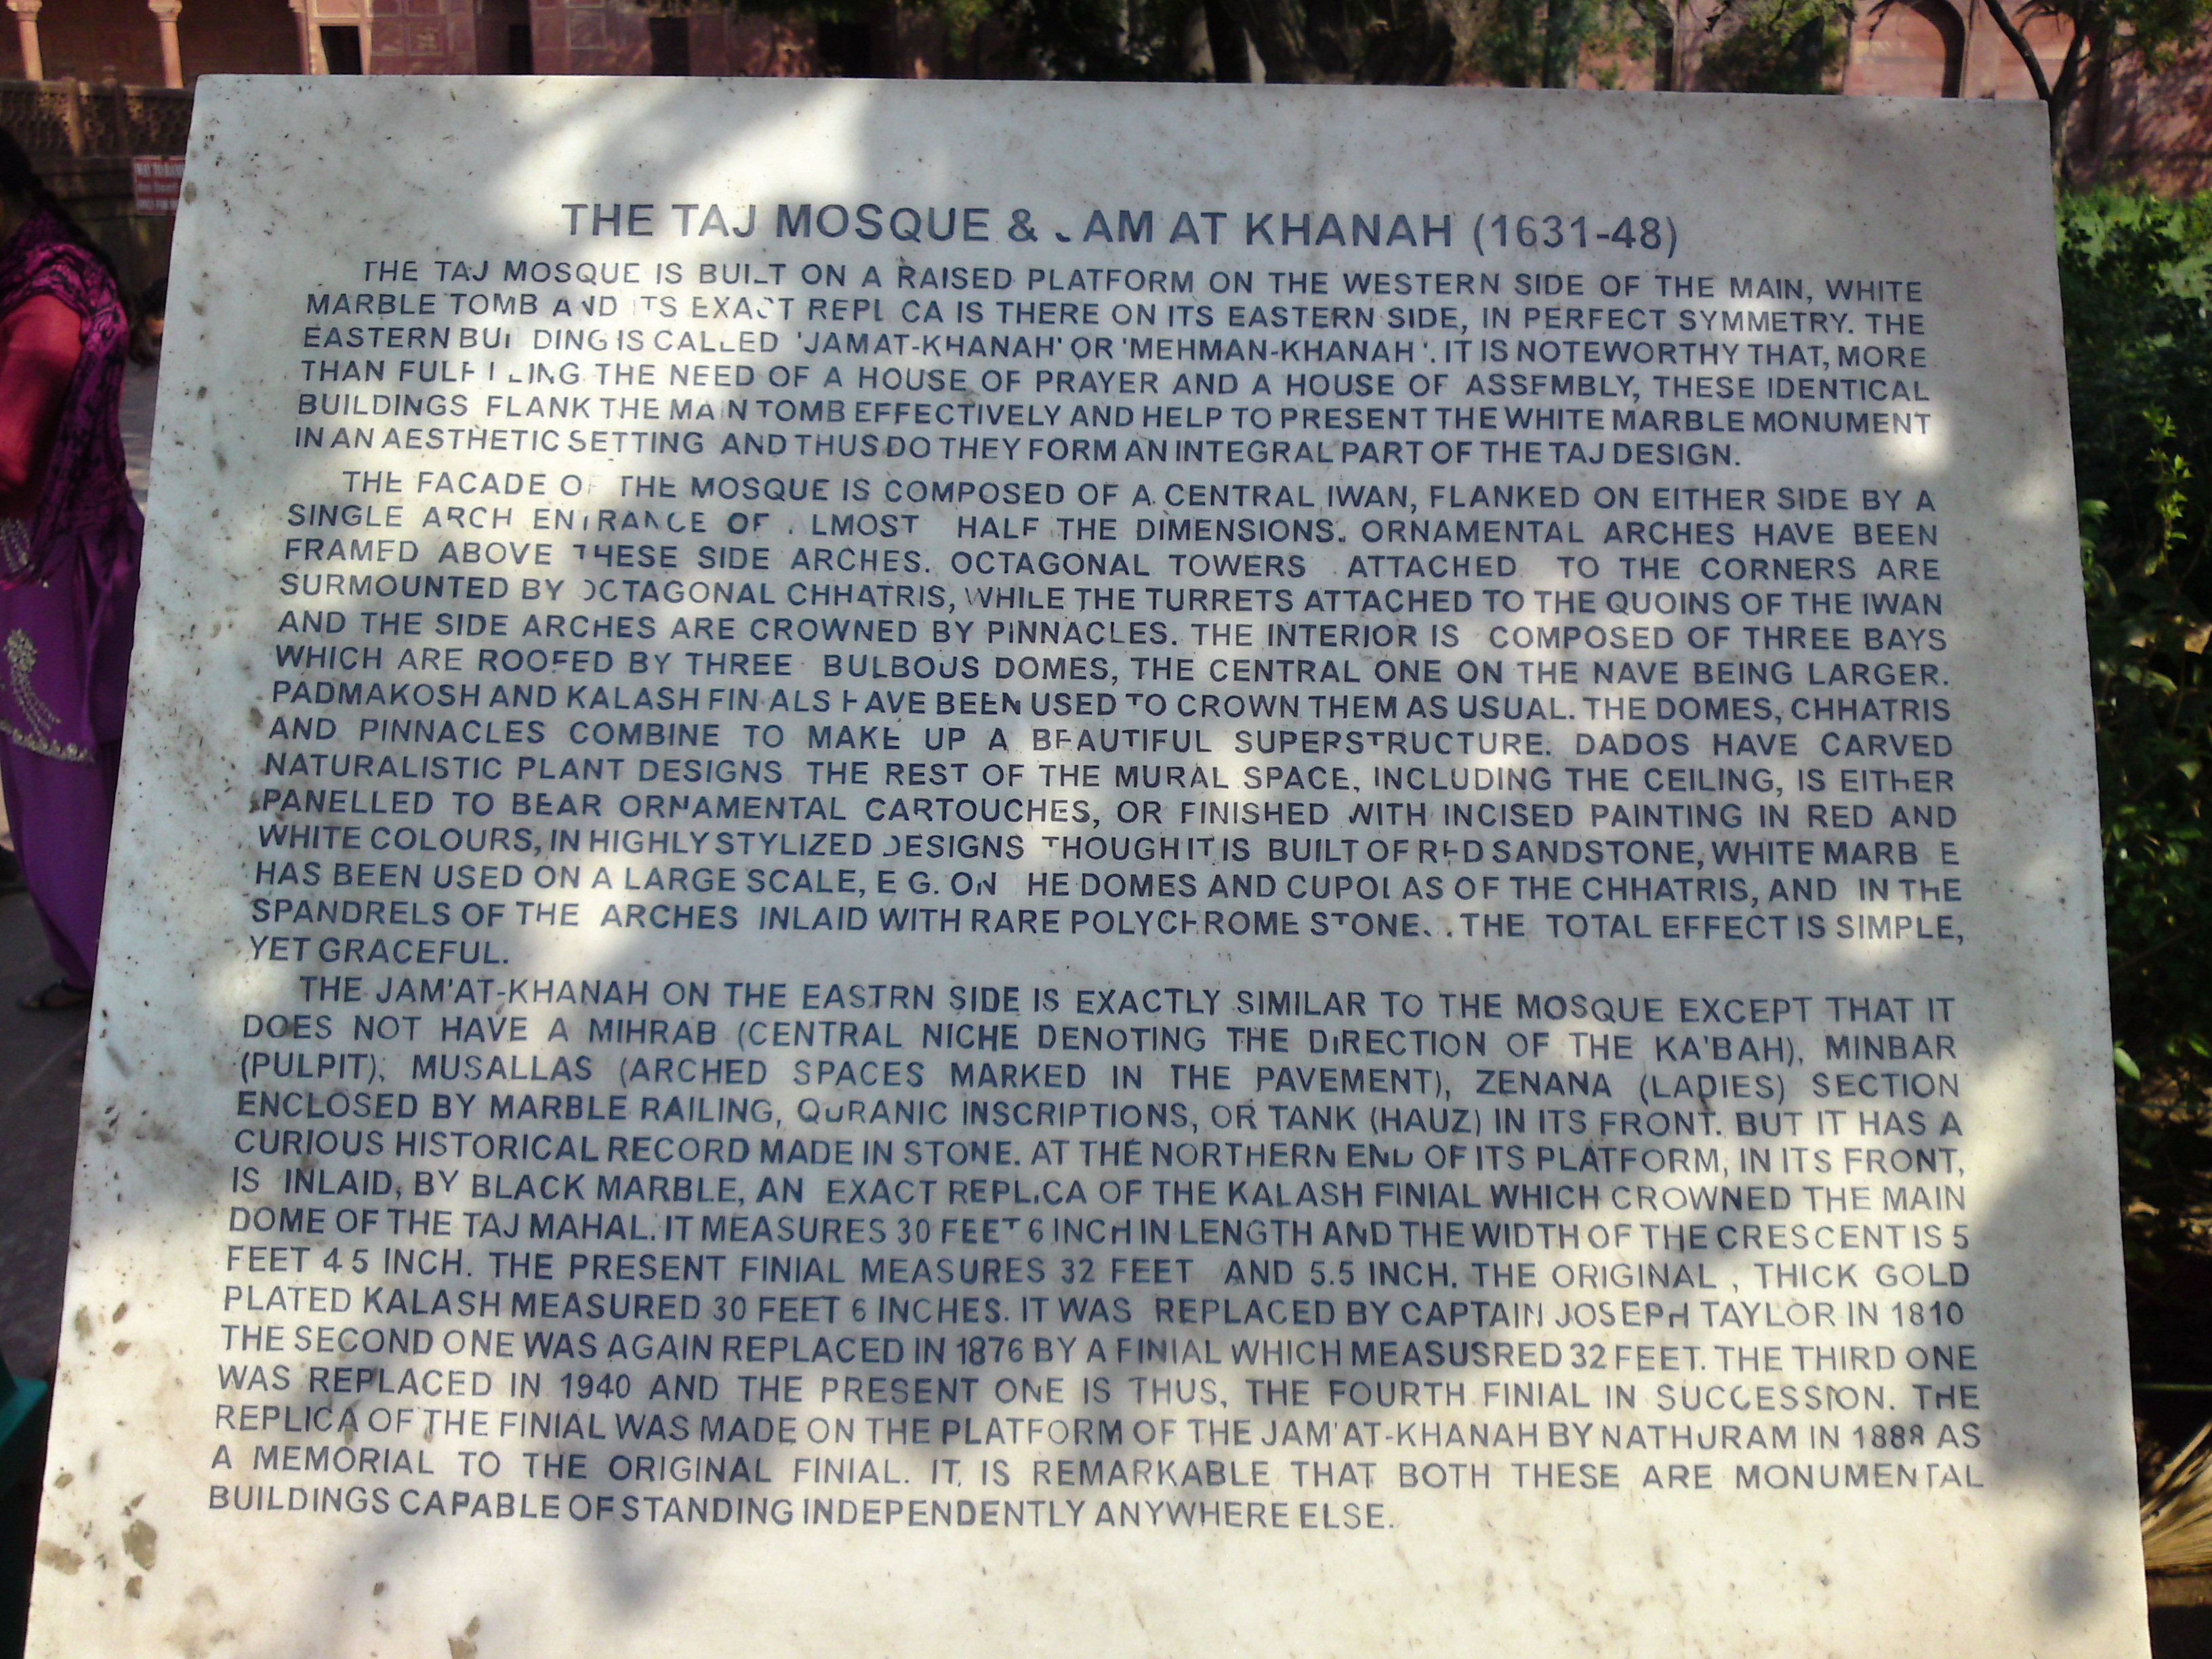 THE TAJ MOSQUE & JAM AT KHANAH (1631-48)
THE TAJ MOSQUE IS BUILT ON A RAISED PLATFORM ON THE WESTERN SIDE OF THE MAIN, WHITE
MARBLE TOMB AND ITS EXACT REPLICA IS THERE ON ITS EASTERN SIDE, IN PERFECT SYMMETRY. THE
EASTERN BUILDING IS CALLED 'JAMAT-KHANAH' OR 'MEHMAN-KHANAH'. IT IS NOTEWORTHY THAT, MORE
THAN FULFILLING THE NEED OF A HOUSE OF PRAYER AND A HOUSE OF ASSEMBLY, THESE IDENTICAL
BUILDINGS FLANK THE MAIN TOMB EFFECTIVELY AND HELP TO PRESENT THE WHITE MARBLE MONUMENT
IN AN AESTHETIC SETTING AND THUS DO THEY FORM AN INTEGRAL PART OF THE TAJ DESIGN.
THE FACADE OF THE MOSQUE IS COMPOSED OF A CENTRAL IWAN, FLANKED ON EITHER SIDE BY A
SINGLE ARCH ENTRANCE OF ALMOST HALF THE DIMENSIONS. ORNAMENTAL ARCHES HAVE BEEN
FRAMED ABOVE THESE SIDE ARCHES. OCTAGONAL TOWERS ATTACHED TO THE CORNERS ARE
SURMOUNTED BY OCTAGONAL CHHATRIS, WHILE THE TURRETS ATTACHED TO THE QUOINS OF THE IWAN
AND THE SIDE ARCHES ARE CROWNED BY PINNACLES. THE INTERIOR IS COMPOSED OF THREE BAYS
WHICH ARE ROOFED BY THREE BULBOUS DOMES, THE CENTRAL ONE ON THE NAVE BEING LARGER.
PADMAKOSH AND KALASH FINIALS HAVE BEEN USED TO CROWN THEM AS USUAL. THE DOMES, CHHATRIS
AND PINNACLES COMBINE TO MAKE UP A BEAUTIFUL SUPERSTRUCTURE. DADOS HAVE CARVED
NATURALISTIC PLANT DESIGNS THE REST OF THE MURAL SPACE, INCLUDING THE CEILING, IS EITHER
PANELLED TO BEAR ORNAMENTAL CARTOUCHES, OR FINISHED WITH INCISED PAINTING IN RED AND
WHITE COLOURS, IN HIGHLY STYLIZED DESIGNS THOUGH IT IS BUILT OF RED SANDSTONE, WHITE MARBLE
HAS BEEN USED ON A LARGE SCALE, E G. ON THE DOMES AND CUPOLAS OF THE CHHATRIS, AND IN THE
SPANDRELS OF THE ARCHES INLAID WITH RARE POLYCHROME STONE. . THE TOTAL EFFECT IS SIMPLE,
YET GRACEFUL.
THE JAM'AT-KHANAH ON THE EASTRN SIDE IS EXACTLY SIMILAR TO THE MOSQUE EXCEPT THAT IT
DOES NOT HAVE A MIHRAB (CENTRAL NICHE DENOTING THE DIRECTION OF THE KA'BAH), MINBAR
(PULPIT), MUSALLAS (ARCHED SPACES MARKED IN THE PAVEMENT), ZENANA (LADIES) SECTION
ENCLOSED BY MARBLE RAILING, QURANIC INSCRIPTIONS, OR TANK (HAUZ) IN ITS FRONT. BUT IT HAS A
CURIOUS HISTORICAL RECORD MADE IN STONE. AT THE NORTHERN END OF ITS PLATFORM, IN ITS FRONT,
IS INLAID, BY BLACK MARBLE, AN EXACT REPLICA OF THE KALASH FINIAL WHICH CROWNED THE MAIN
DOME OF THE TAJ MAHAL. IT MEASURES 30 FEET 6 INCH IN LENGTH AND THE WIDTH OF THE CRESCENT IS 5
FEET 4 5 INCH. THE PRESENT FINIAL MEASURES 32 FEET AND 5.5 INCH. THE ORIGINAL , THICK GOLD
PLATED KALASH MEASURED 30 FEET 6 INCHES. IT WAS REPLACED BY CAPTAIN JOSEPH TAYLOR IN 1810
THE SECOND ONE WAS AGAIN REPLACED IN 1876 BY A FINIAL WHICH MEASUSRED 32 FEET. THE THIRD ONE
WAS REPLACED IN 1940 AND THE PRESENT ONE IS THUS, THE FOURTH FINIAL IN SUCCESSION. THE
REPLICA OF THE FINIAL WAS MADE ON THE PLATFORM OF THE JAM'AT-KHANAH BY NATHURAM IN 1888 AS
A MEMORIAL TO THE ORIGINAL FINIAL. IT IS REMARKABLE THAT BOTH THESE ARE MONUMENTAL
BUILDINGS CAPABLE OF STANDING INDEPENDENTLY ANYWHERE ELSE.